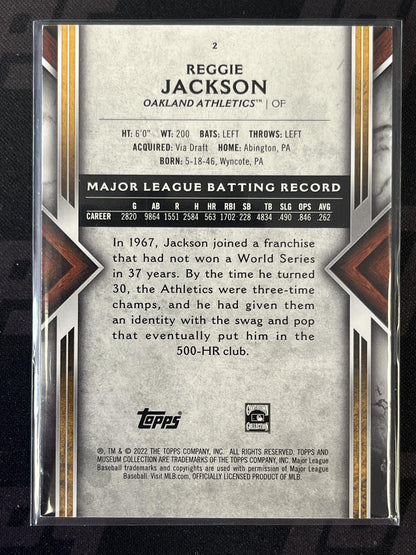 2
REGGIE
JACKSON
OAKLAND ATHLETICS™ | OF
HT: 6'0" WT: 200 BATS: LEFT THROWS: LEFT
ACQUIRED: Via Draft HOME: Abington, PA
BORN: 5-18-46, Wyncote, PA
MAJOR LEAGUE BATTING RECORD
G AB R H HR RBI SB TB SLG OPS AVG
CAREER 2820 9864 1551 2584 563 1702 228 4834 .490 .846 .262
In 1967, Jackson joined a franchise
that had not won a World Series
in 37 years. By the time he turned
30, the Athletics were three-time
champs, and he had given them
an identity with the swag and pop
that eventually put him in the
500-HR club.
Topps
COOPERSTOWN
COLLECTION
®, TM & © 2022 THE TOPPS COMPANY, INC. ALL RIGHTS RESERVED. TOPPS AND
MUSEUM COLLECTION ARE TRADEMARKS OF THE TOPPS COMPANY, INC. Major League
Baseball trademarks and copyrights are used with permission of Major League
Baseball. Visit MLB.com. OFFICIALLY LICENSED PRODUCT OF MLB.